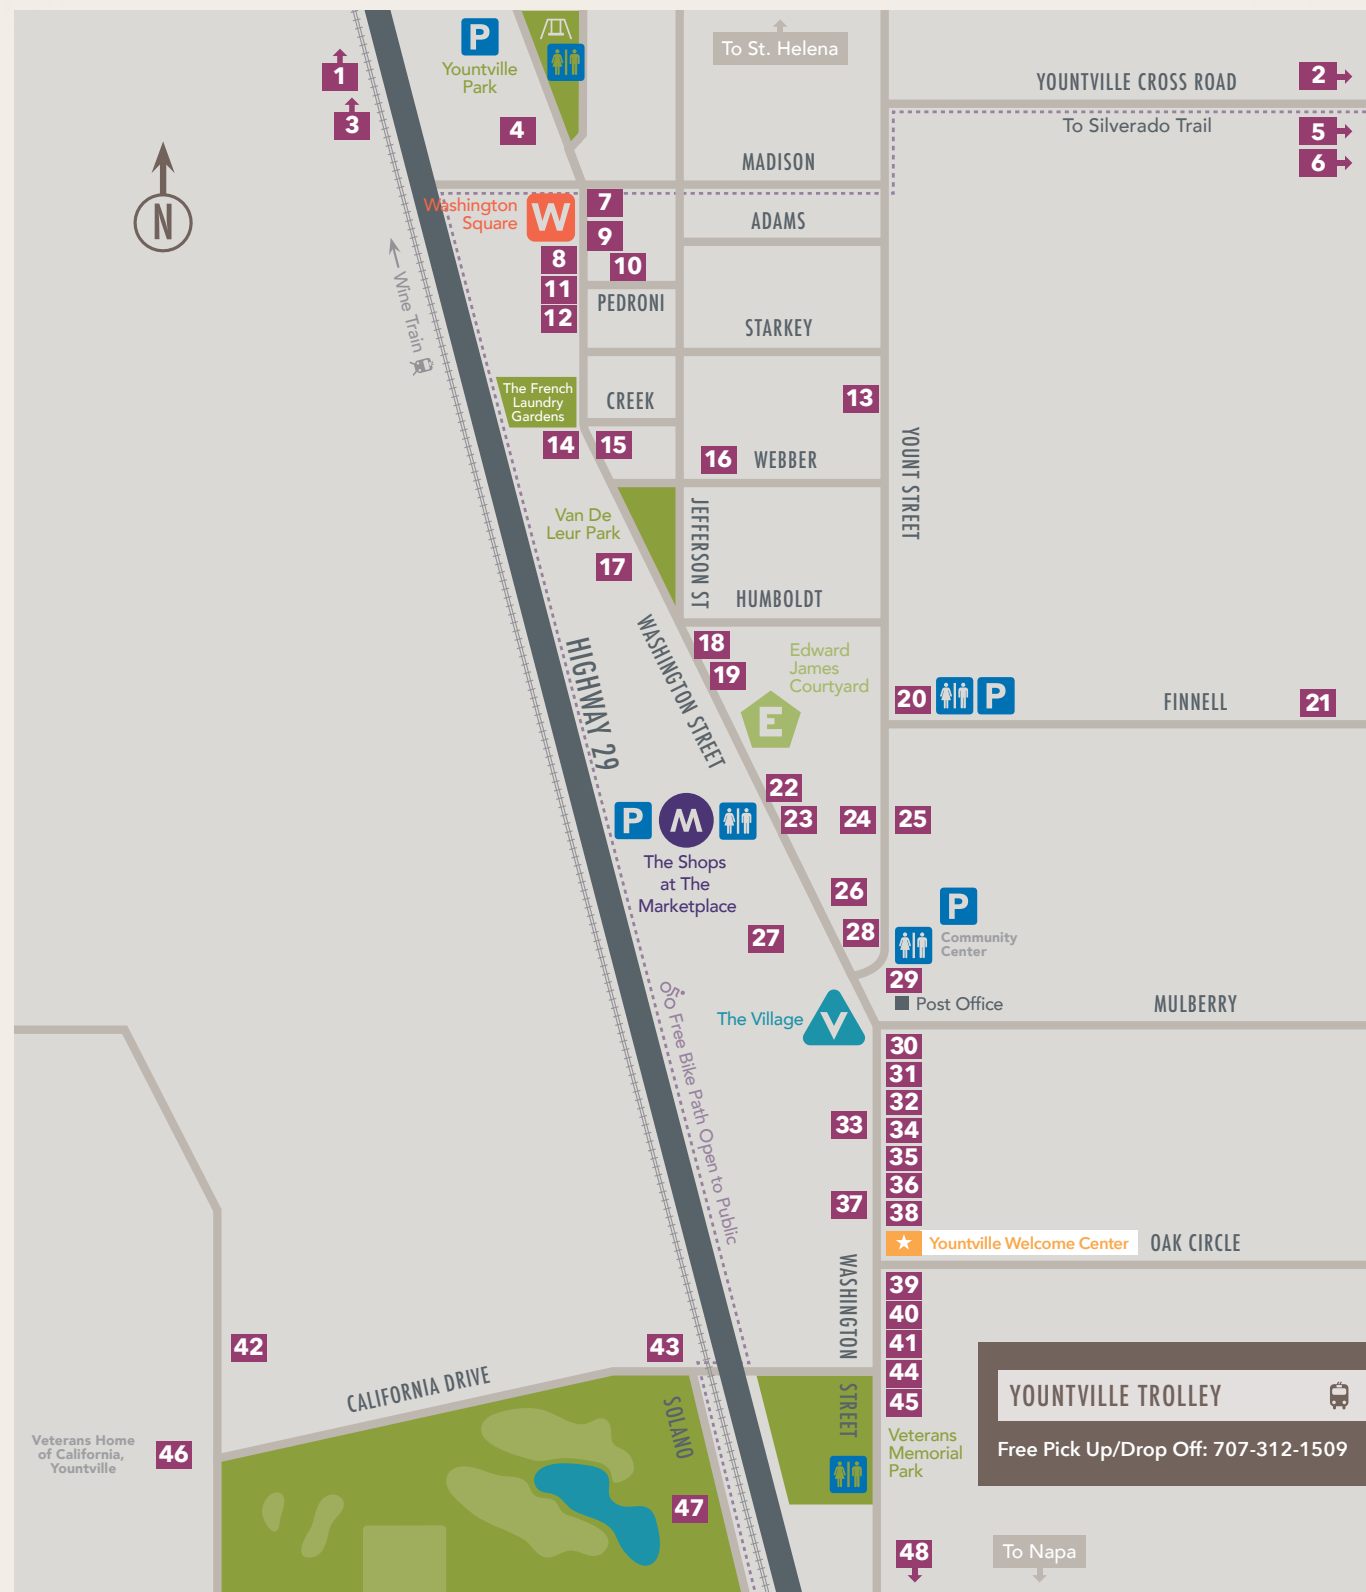 P
Yountville
Park
To St. Helena
YOUNTVILLE CROSS ROAD
To Silverado Trail
1
2
3
4
5
6
MADISON
N
Washington
Square
W
7
8
9
10
11
12
ADAMS
PEDRONI
STARKEY
Wine Train
The French
Laundry
Gardens
CREEK
13
14
15
16
WEBBER
YOUNT STREET
Van De
Leur Park
17
JEFFERSON ST
HUMBOLDT
WASHINGTON STREET
HIGHWAY 29
18
19
Edward
James
Courtyard
E
20
P
FINNELL
21
22
23
24
25
P
M
The Shops
at The
Marketplace
26
27
28
P
Community
Center
29
Post Office
MULBERRY
The Village
V
Free Bike Path Open to Public
30
31
32
33
34
35
36
37
38
Yountville Welcome Center
OAK CIRCLE
WASHINGTON
STREET
39
40
41
42
43
44
45
CALIFORNIA DRIVE
SOLANO
Veterans
Memorial
Park
Veterans Home
of California,
Yountville
46
47
48
To Napa
YOUNTVILLE TROLLEY
Free Pick Up/Drop Off: 707-312-1509